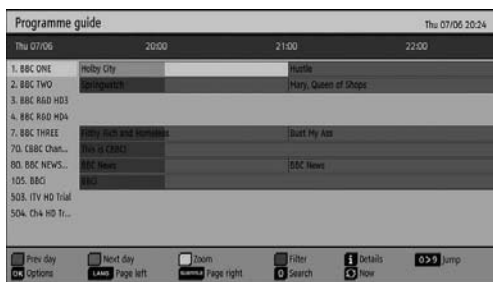 Programme guide Thu 07/06 20:24
Thu 07/06 20:00 21:00 22:00
1. BBC ONE Holby City Hustle
2. BBC TWO Springwatch Mary, Queen of Shops
3. BBC R&D HD3
4. BBC R&D HD4
7. BBC THREE Filthy Rich and Homeless Bust My Ass
70. CBBC Chan... This is CBBC!
80. BBC NEWS... BBC News BBC News
105. BBCi BBCi
503. ITV HD Trial
504. Ch4 HD Tr...
Prev day Next day Zoom Filter i Details 0>9 Jump
OK Options LANG Page left SUBTITLE Page right 0 Search Now